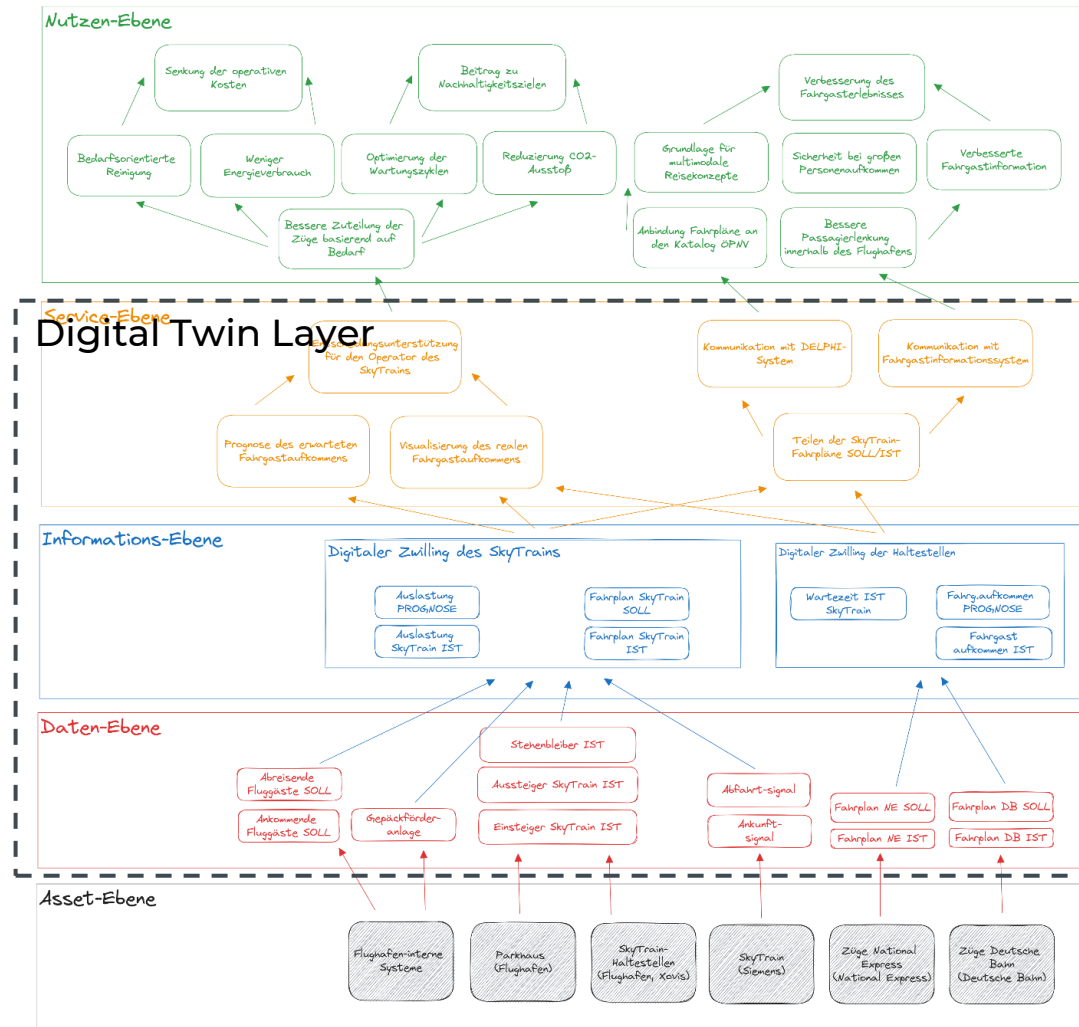 Nutzen-Ebene
Senkung der operativen
Kosten
Beitrag zu
Nachhaltigkeitszielen
Verbesserung des
Fahrgasterlebnisses
Bedarfsorientierte
Reinigung
Weniger
Energieverbrauch
Optimierung der
Wartungszyklen
Reduzierung CO2-
Ausstoß
Grundlage für
multimodale
Reisekonzepte
Sicherheit bei großen
Personenaufkommen
Verbesserte
Fahrgastinformation
Bessere Zuteilung der
Züge basierend auf
Bedarf
Anbindung Fahrpläne an
den Katalog ÖPNV
Bessere
Passagierlenkung
innerhalb des Flughafens
Service-Ebene
Digital Twin Layer
Entscheidungsunterstützung
für den Operator des
SkyTrains
Kommunikation mit DELPHI-
System
Kommunikation mit
Fahrgastinformationssystem
Prognose des erwarteten
Fahrgastaufkommens
Visualisierung des realen
Fahrgastaufkommens
Teilen der SkyTrain-
Fahrpläne SOLL/IST
Informations-Ebene
Digitaler Zwilling des SkyTrains
Auslastung
PROGNOSE
Fahrplan SkyTrain
SOLL
Auslastung
SkyTrain IST
Fahrplan SkyTrain
IST
Digitaler Zwilling der Haltestellen
Wartezeit IST
SkyTrain
Fahrg.aufkommen
PROGNOSE
Fahrgast
aufkommen IST
Daten-Ebene
Abreisende
Fluggäste SOLL
Ankommende
Fluggäste SOLL
Gepäckförder-
anlage
Stehenbleiber IST
Aussteiger SkyTrain IST
Einsteiger SkyTrain IST
Abfahrt-signal
Ankunft-
signal
Fahrplan NE SOLL
Fahrplan NE IST
Fahrplan DB SOLL
Fahrplan DB IST
Asset-Ebene
Flughafen-interne
Systeme
Parkhaus
(Flughafen)
SkyTrain-
Haltestellen
(Flughafen, Xovis)
SkyTrain
(Siemens)
Züge National
Express
(National Express)
Züge Deutsche
Bahn
(Deutsche Bahn)